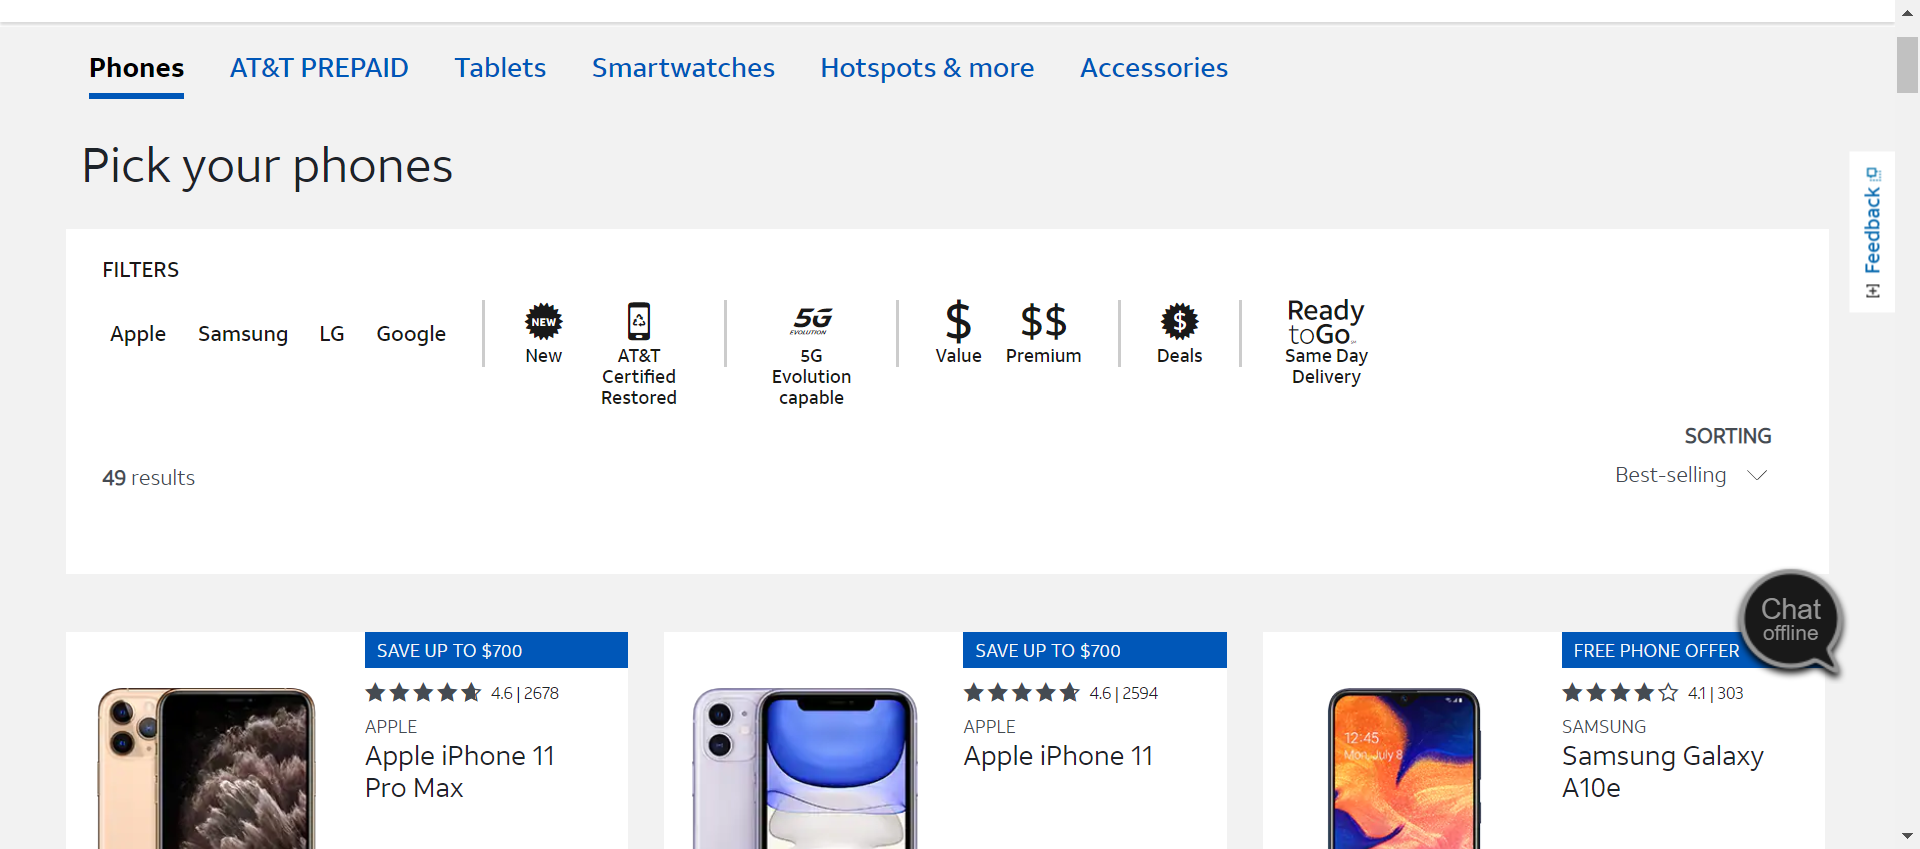 Phones AT&T PREPAID Tablets Smartwatches Hotspots & more Accessories
Pick your phones
Feedback
FILTERS
Apple Samsung LG Google
NEW
New
AT&T
Certified
Restored
5G
EVOLUTION
5G
Evolution
capable
$
Value
$$
Premium
$
Deals
Ready
toGo
Same Day
Delivery
SORTING
49 results
Best-selling
Chat
offline
SAVE UP TO $700
4.6 | 2678
APPLE
Apple iPhone 11
Pro Max
SAVE UP TO $700
4.6 | 2594
APPLE
Apple iPhone 11
FREE PHONE OFFER
4.1 | 303
SAMSUNG
Samsung Galaxy
A10e
12:45
Mon, July 8